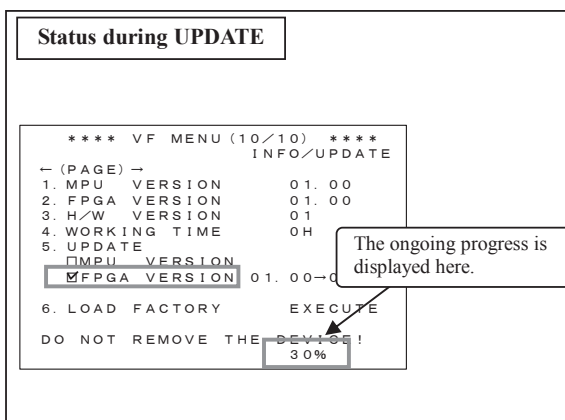 Status during UPDATE
**** VF MENU(10/10) ****
INFO/UPDATE
←(PAGE)→
1. MPU VERSION 01. 00
2. FPGA VERSION 01. 00
3. H/W VERSION 01
4. WORKING TIME 0H
5. UPDATE
□MPU VERSION
☑FPGA VERSION 01. 00→0
The ongoing progress is
displayed here.
6. LOAD FACTORY EXECUTE
DO NOT REMOVE THE DEVICE!
30%